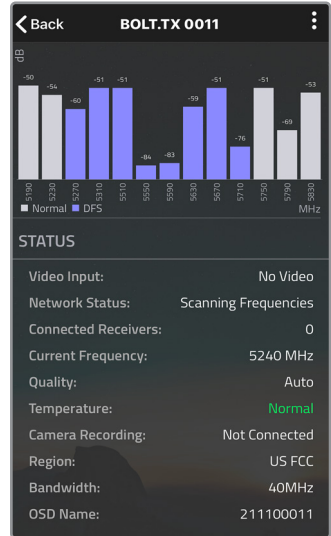 Back
BOLT.TX 0011
dB
-50 -54 -60 -51 -51 -84 -83 -59 -51 -76 -51 -69 -53
5190 5230 5270 5310 5510 5550 5590 5630 5670 5710 5750 5790 5830
Normal DFS MHz
STATUS
Video Input: No Video
Network Status: Scanning Frequencies
Connected Receivers: 0
Current Frequency: 5240 MHz
Quality: Auto
Temperature: Normal
Camera Recording: Not Connected
Region: US FCC
Bandwidth: 40MHz
OSD Name: 211100011